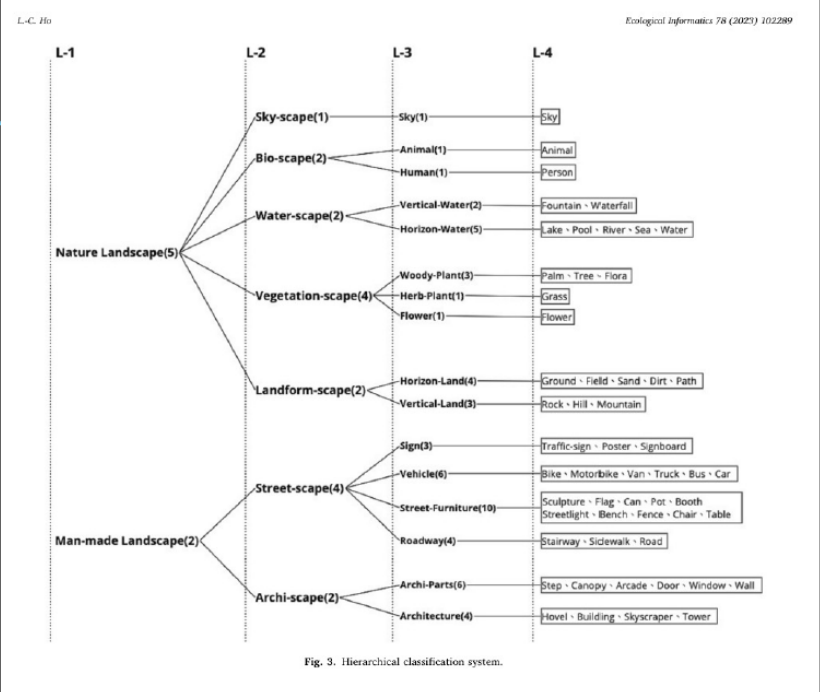 L.-C. Ho
Ecological Informatics 78 (2023) 102289
L-1 L-2 L-3 L-4
Sky-scape(1) Sky(1) Sky
Bio-scape(2)
Animal(1) Animal
Human(1) Person
Water-scape(2)
Vertical-Water(2) Fountain、Waterfall
Horizon-Water(5) Lake、Pool、River、Sea、Water
Nature Landscape(5)
Vegetation-scape(4)
Woody-Plant(3) Palm、Tree、Flora
Herb-Plant(1) Grass
Flower(1) Flower
Landform-scape(2)
Horizon-Land(4) Ground、Field、Sand、Dirt、Path
Vertical-Land(3) Rock、Hill、Mountain
Man-made Landscape(2)
Street-scape(4)
Sign(3) Traffic-sign、Poster、Signboard
Vehicle(6) Bike、Motorbike、Van、Truck、Bus、Car
Street-Furniture(10)
Sculpture、Flag、Can、Pot、Booth
Streetlight、Bench、Fence、Chair、Table
Roadway(4) Stairway、Sidewalk、Road
Archi-scape(2)
Archi-Parts(6) Step、Canopy、Arcade、Door、Window、Wall
Architecture(4) Hovel、Building、Skyscraper、Tower
Fig. 3. Hierarchical classification system.